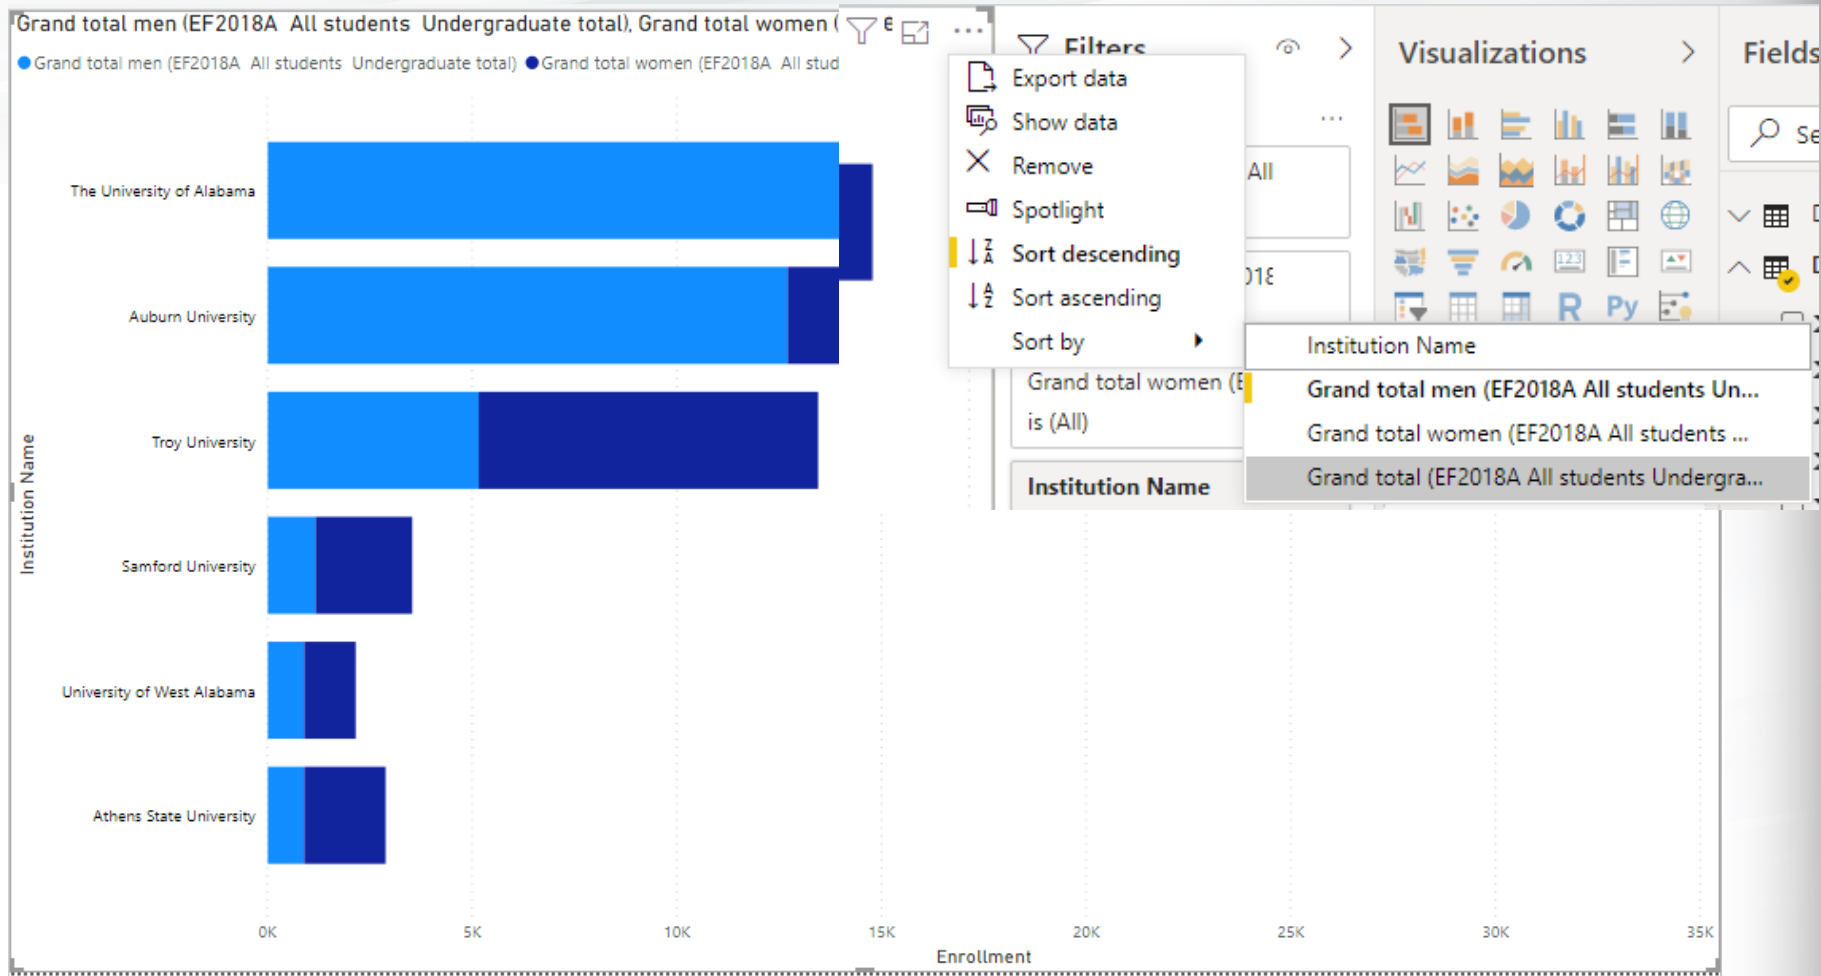 Grand total men (EF2018A All students Undergraduate total), Grand total women (
Grand total men (EF2018A All students Undergraduate total) Grand total women (EF2018A All stud
Institution Name
The University of Alabama
Auburn University
Troy University
Samford University
University of West Alabama
Athens State University
0K 5K 10K 15K 20K 25K 30K 35K
Enrollment
Export data
Show data
Remove
Spotlight
Sort descending
Sort ascending
Sort by
Filters
All
Grand total women (E
is (All)
Institution Name
Visualizations
123
R Py
Fields
Se
Institution Name
Grand total men (EF2018A All students Un...
Grand total women (EF2018A All students ...
Grand total (EF2018A All students Undergra...